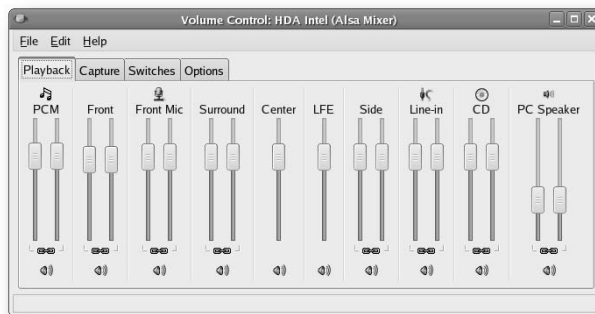 Volume Control: HDA Intel (Alsa Mixer)
File Edit Help
Playback Capture Switches Options
PCM Front Front Mic Surround Center LFE Side Line-in CD PC Speaker